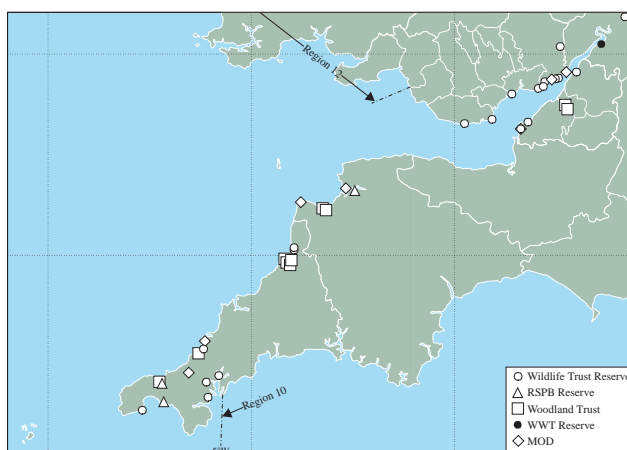 Region 12
Region 10
Wildlife Trust Reserve
RSPB Reserve
Woodland Trust
WWT Reserve
MOD